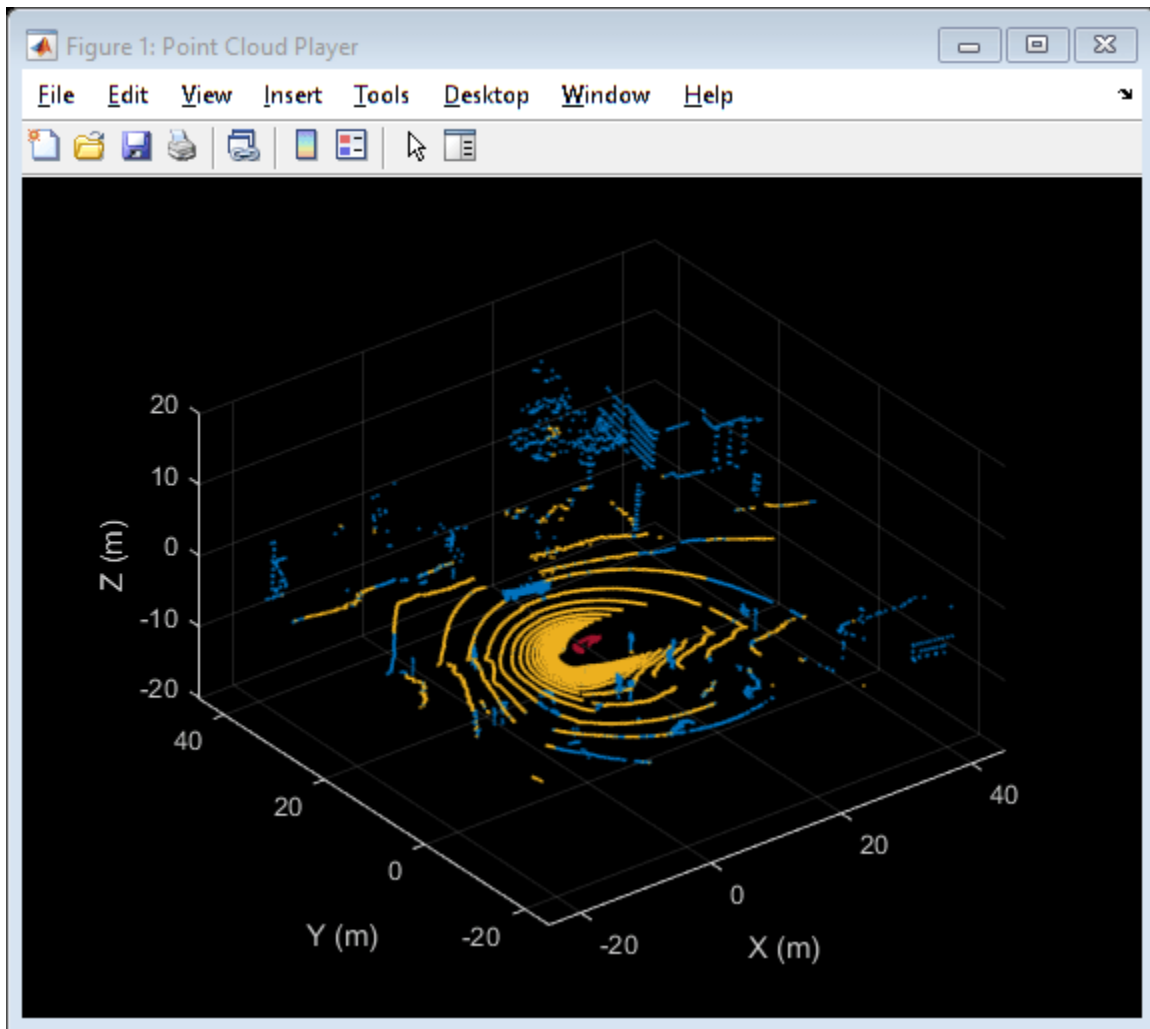 Figure 1: Point Cloud Player
File Edit View Insert Tools Desktop Window Help
20
10
0
-10
-20
Z (m)
40
20
0
-20
Y (m)
-20
0
20
40
X (m)